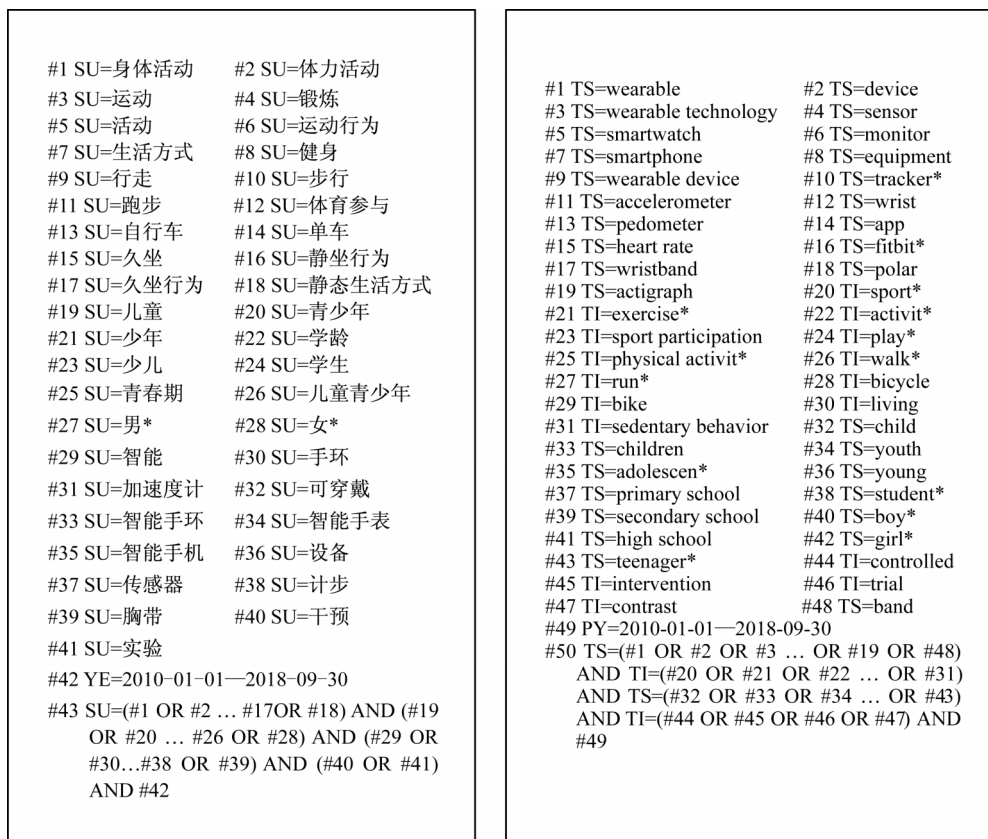 #1 SU=身体活动 #2 SU=体力活动
#3 SU=运动 #4 SU=锻炼
#5 SU=活动 #6 SU=运动行为
#7 SU=生活方式 #8 SU=健身
#9 SU=行走 #10 SU=步行
#11 SU=跑步 #12 SU=体育参与
#13 SU=自行车 #14 SU=单车
#15 SU=久坐 #16 SU=静坐行为
#17 SU=久坐行为 #18 SU=静态生活方式
#19 SU=儿童 #20 SU=青少年
#21 SU=少年 #22 SU=学龄
#23 SU=少儿 #24 SU=学生
#25 SU=青春期 #26 SU=儿童青少年
#27 SU=男* #28 SU=女*
#29 SU=智能 #30 SU=手环
#31 SU=加速度计 #32 SU=可穿戴
#33 SU=智能手环 #34 SU=智能手表
#35 SU=智能手机 #36 SU=设备
#37 SU=传感器 #38 SU=计步
#39 SU=胸带 #40 SU=干预
#41 SU=实验
#42 YE=2010-01-01—2018-09-30
#43 SU=(#1 OR #2 … #17OR #18) AND (#19
OR #20 … #26 OR #28) AND (#29 OR
#30…#38 OR #39) AND (#40 OR #41)
AND #42
#1 TS=wearable #2 TS=device
#3 TS=wearable technology #4 TS=sensor
#5 TS=smartwatch #6 TS=monitor
#7 TS=smartphone #8 TS=equipment
#9 TS=wearable device #10 TS=tracker*
#11 TS=accelerometer #12 TS=wrist
#13 TS=pedometer #14 TS=app
#15 TS=heart rate #16 TS=fitbit*
#17 TS=wristband #18 TS=polar
#19 TS=actigraph #20 TI=sport*
#21 TI=exercise* #22 TI=activit*
#23 TI=sport participation #24 TI=play*
#25 TI=physical activit* #26 TI=walk*
#27 TI=run* #28 TI=bicycle
#29 TI=bike #30 TI=living
#31 TI=sedentary behavior #32 TS=child
#33 TS=children #34 TS=youth
#35 TS=adolescen* #36 TS=young
#37 TS=primary school #38 TS=student*
#39 TS=secondary school #40 TS=boy*
#41 TS=high school #42 TS=girl*
#43 TS=teenager* #44 TI=controlled
#45 TI=intervention #46 TI=trial
#47 TI=contrast #48 TS=band
#49 PY=2010-01-01—2018-09-30
#50 TS=(#1 OR #2 OR #3 … OR #19 OR #48)
AND TI=(#20 OR #21 OR #22 … OR #31)
AND TS=(#32 OR #33 OR #34 … OR #43)
AND TI=(#44 OR #45 OR #46 OR #47) AND
#49